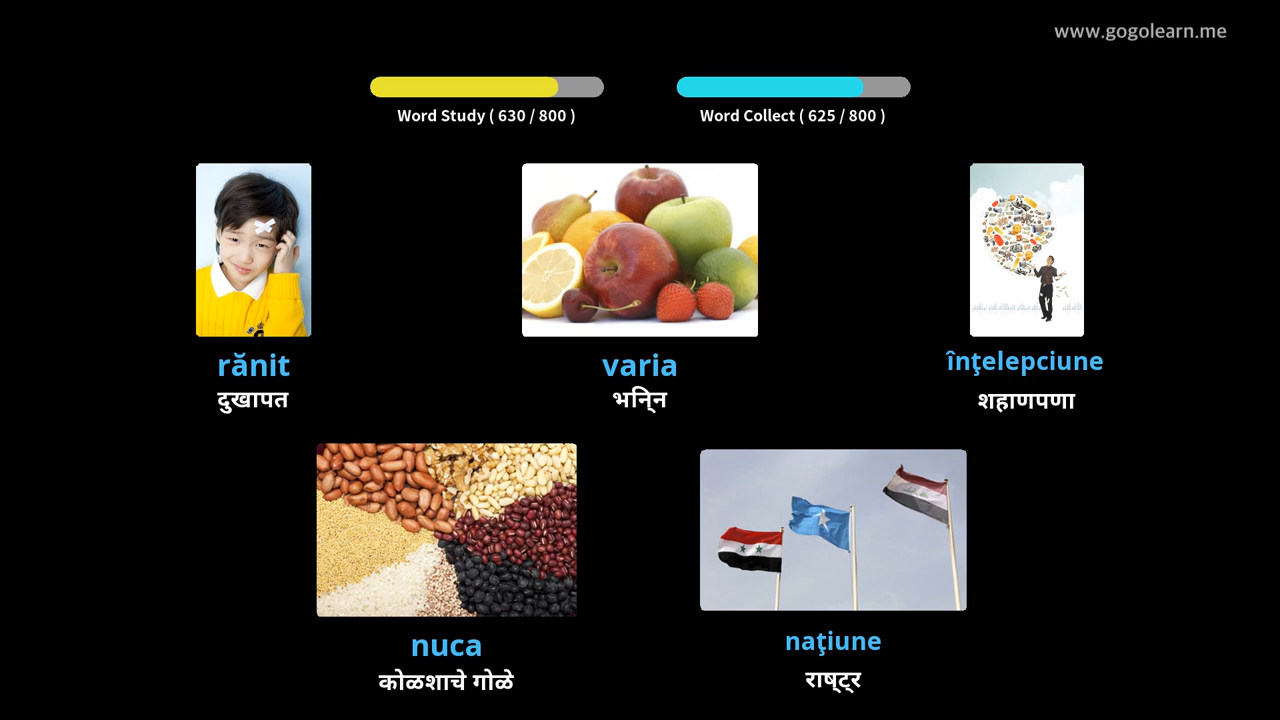 www.gogolearn.me
Word Study ( 630 / 800 )
Word Collect ( 625 / 800 )
rănit
दुखापत
varia
भिन्न
înţelepciune
शहाणपणा
nuca
कोळशाचे गोळे
naţiune
राष्ट्र